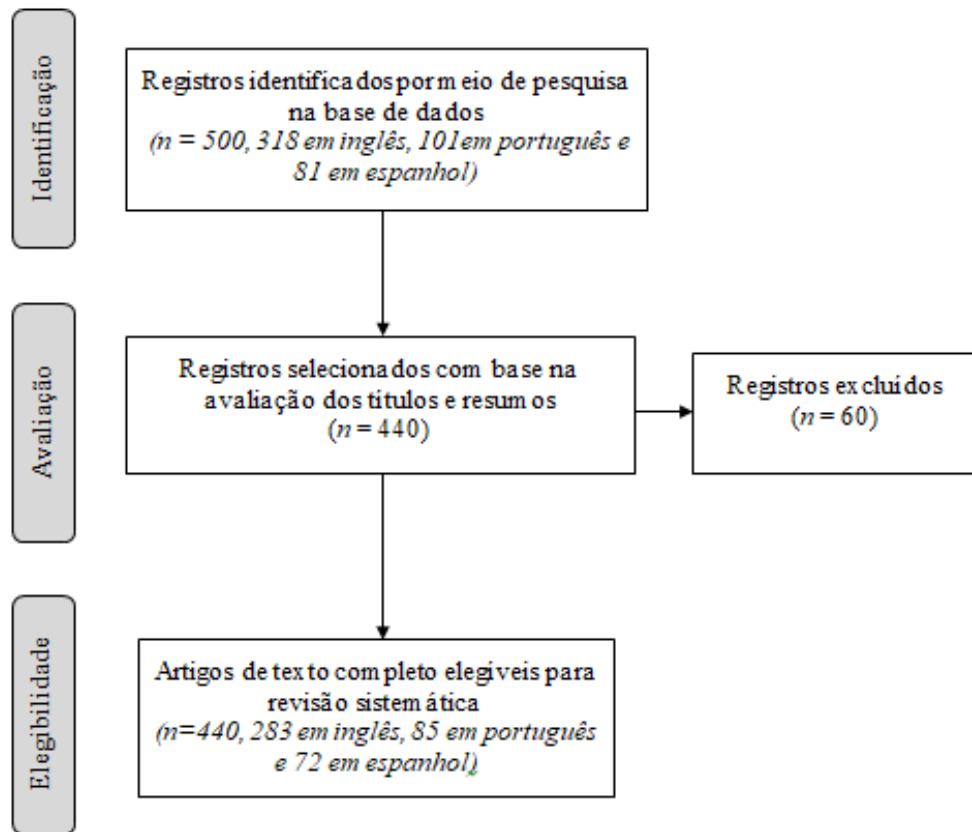 Identificação
Registros identificados por meio de pesquisa
na base de dados
(n = 500, 318 em inglês, 101em português e
81 em espanhol)
Avaliação
Registros selecionados com base na
avaliação dos títulos e resumos
(n = 440)
Registros excluídos
(n = 60)
Elegibilidade
Artigos de texto completo elegíveis para
revisão sistemática
(n=440, 283 em inglês, 85 em português
e 72 em espanhol)